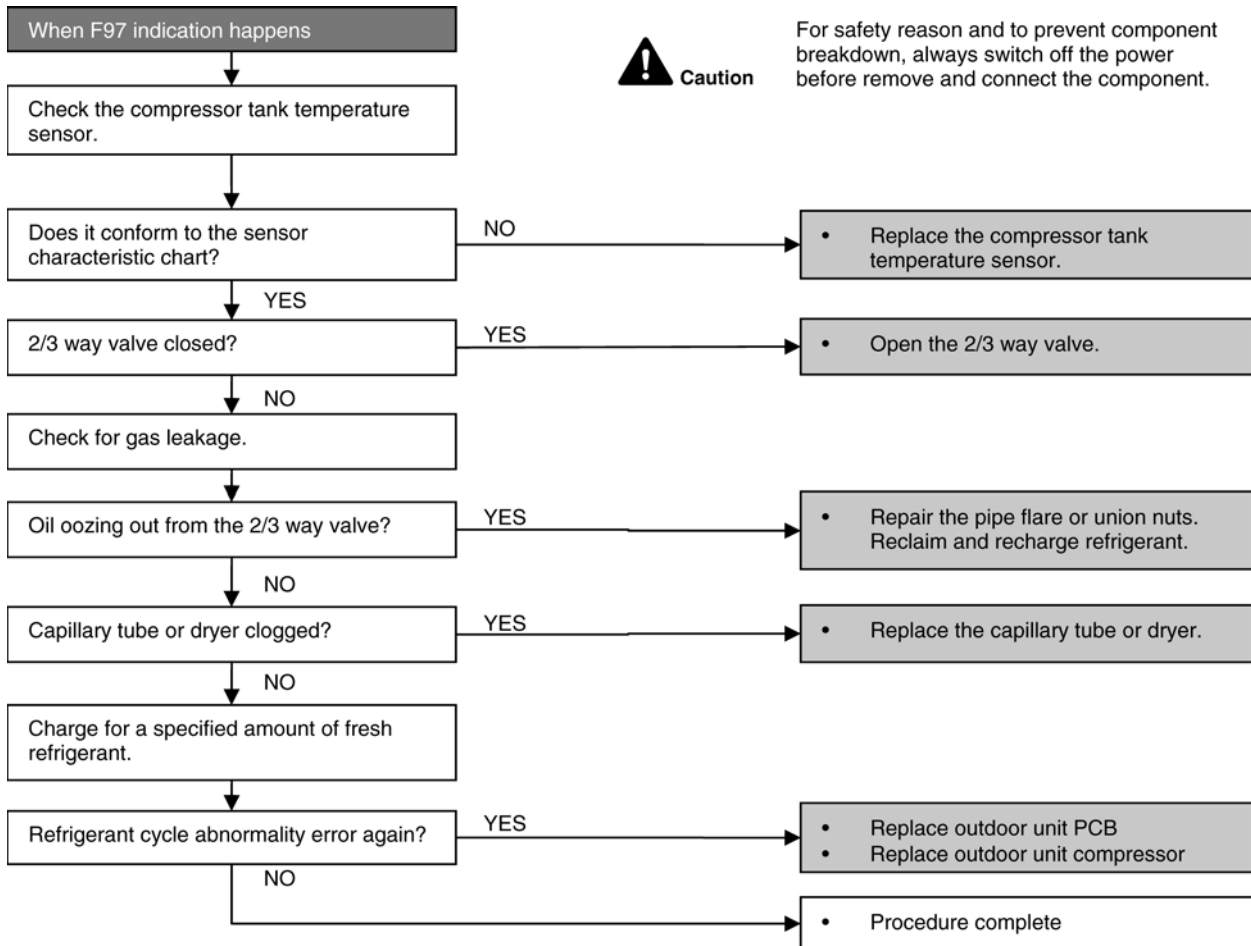 When F97 indication happens
For safety reason and to prevent component
breakdown, always switch off the power
before remove and connect the component.
Caution
Check the compressor tank temperature
sensor.
Does it conform to the sensor
characteristic chart?
NO
• Replace the compressor tank
temperature sensor.
YES
2/3 way valve closed?
YES
• Open the 2/3 way valve.
NO
Check for gas leakage.
Oil oozing out from the 2/3 way valve?
YES
• Repair the pipe flare or union nuts.
Reclaim and recharge refrigerant.
NO
Capillary tube or dryer clogged?
YES
• Replace the capillary tube or dryer.
NO
Charge for a specified amount of fresh
refrigerant.
Refrigerant cycle abnormality error again?
YES
• Replace outdoor unit PCB
• Replace outdoor unit compressor
NO
• Procedure complete